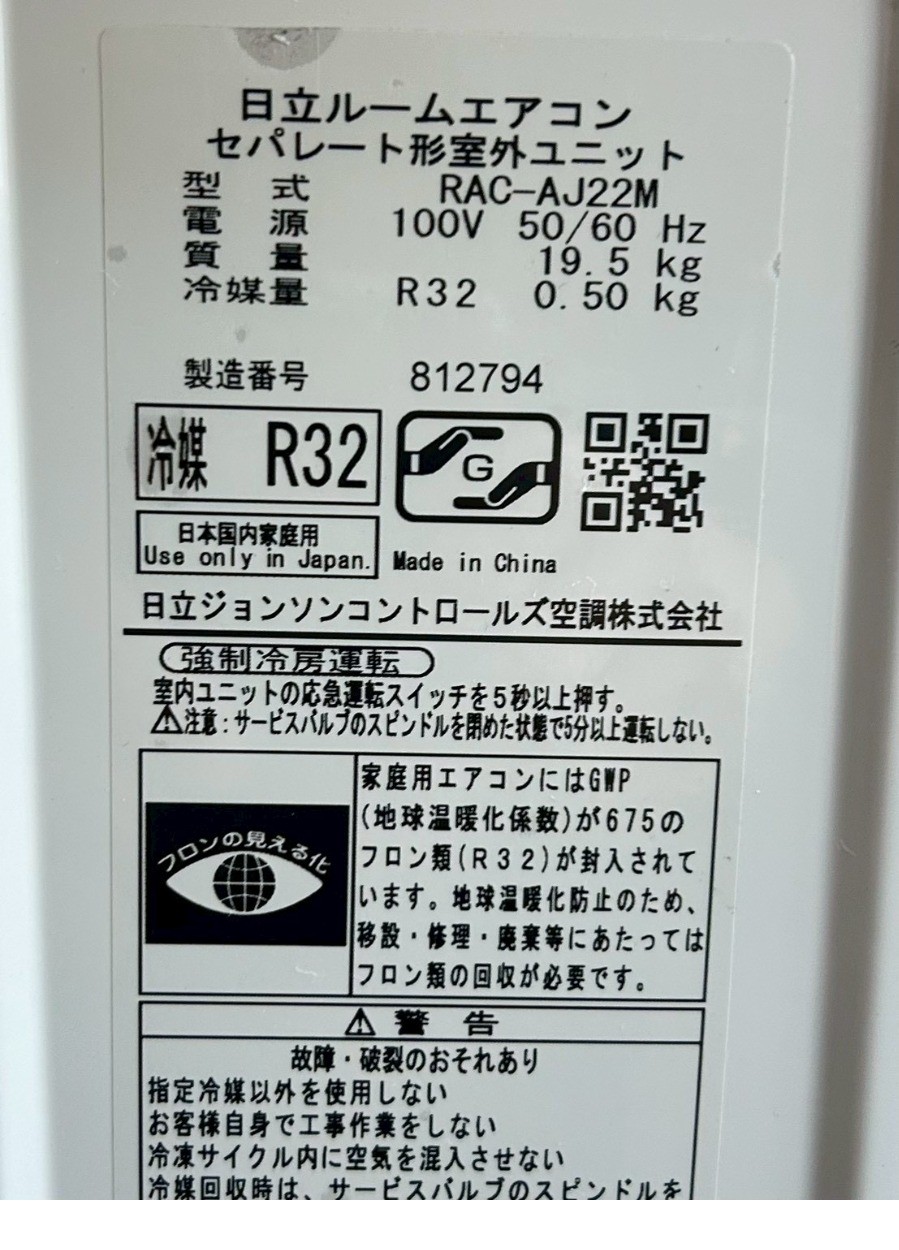 日立ルームエアコン
セパレート形室外ユニット
型 式 RAC-AJ22M
電 源 100V 50/60 Hz
質 量 19.5 kg
冷媒量 R32 0.50 kg
製造番号 812794
冷媒 R32
G
日本国内家庭用
Use only in Japan.
Made in China
日立ジョンソンコントロールズ空調株式会社
強制冷房運転
室内ユニットの応急運転スイッチを5秒以上押す。
⚠注意:サービスバルブのスピンドルを閉めた状態で5分以上運転しない。
フロンの見える化
家庭用エアコンにはGWP
(地球温暖化係数)が675の
フロン類(R32)が封入されて
います。地球温暖化防止のため、
移設・修理・廃棄等にあたっては
フロン類の回収が必要です。
⚠警 告
故障・破裂のおそれあり
指定冷媒以外を使用しない
お客様自身で工事作業をしない
冷凍サイクル内に空気を混入させない
冷媒回収時は、サービスバルブのスピンドルを